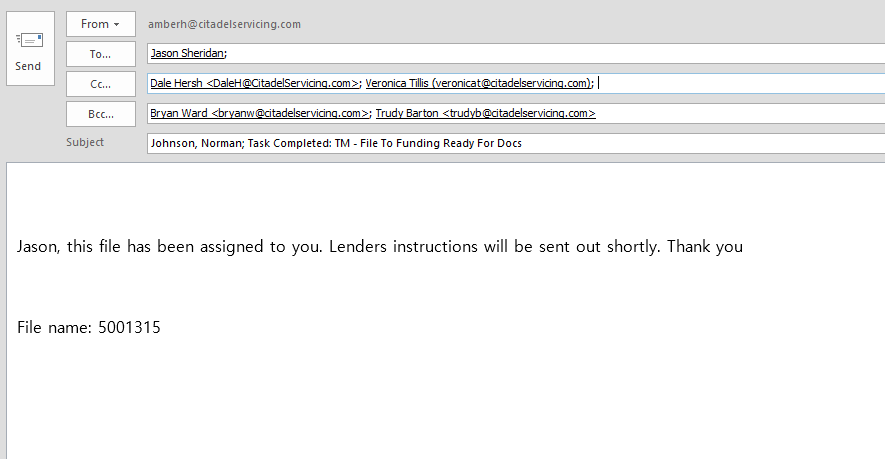 From
amberh@citadelservicing.com
Send
To...
Jason Sheridan;
Cc...
Dale Hersh <DaleH@CitadelServicing.com>; Veronica Tillis (veronicat@citadelservicing.com);
Bcc...
Bryan Ward <bryanw@citadelservicing.com>; Trudy Barton <trudyb@citadelservicing.com>
Subject
Johnson, Norman; Task Completed: TM - File To Funding Ready For Docs
Jason, this file has been assigned to you. Lenders instructions will be sent out shortly. Thank you
File name: 5001315